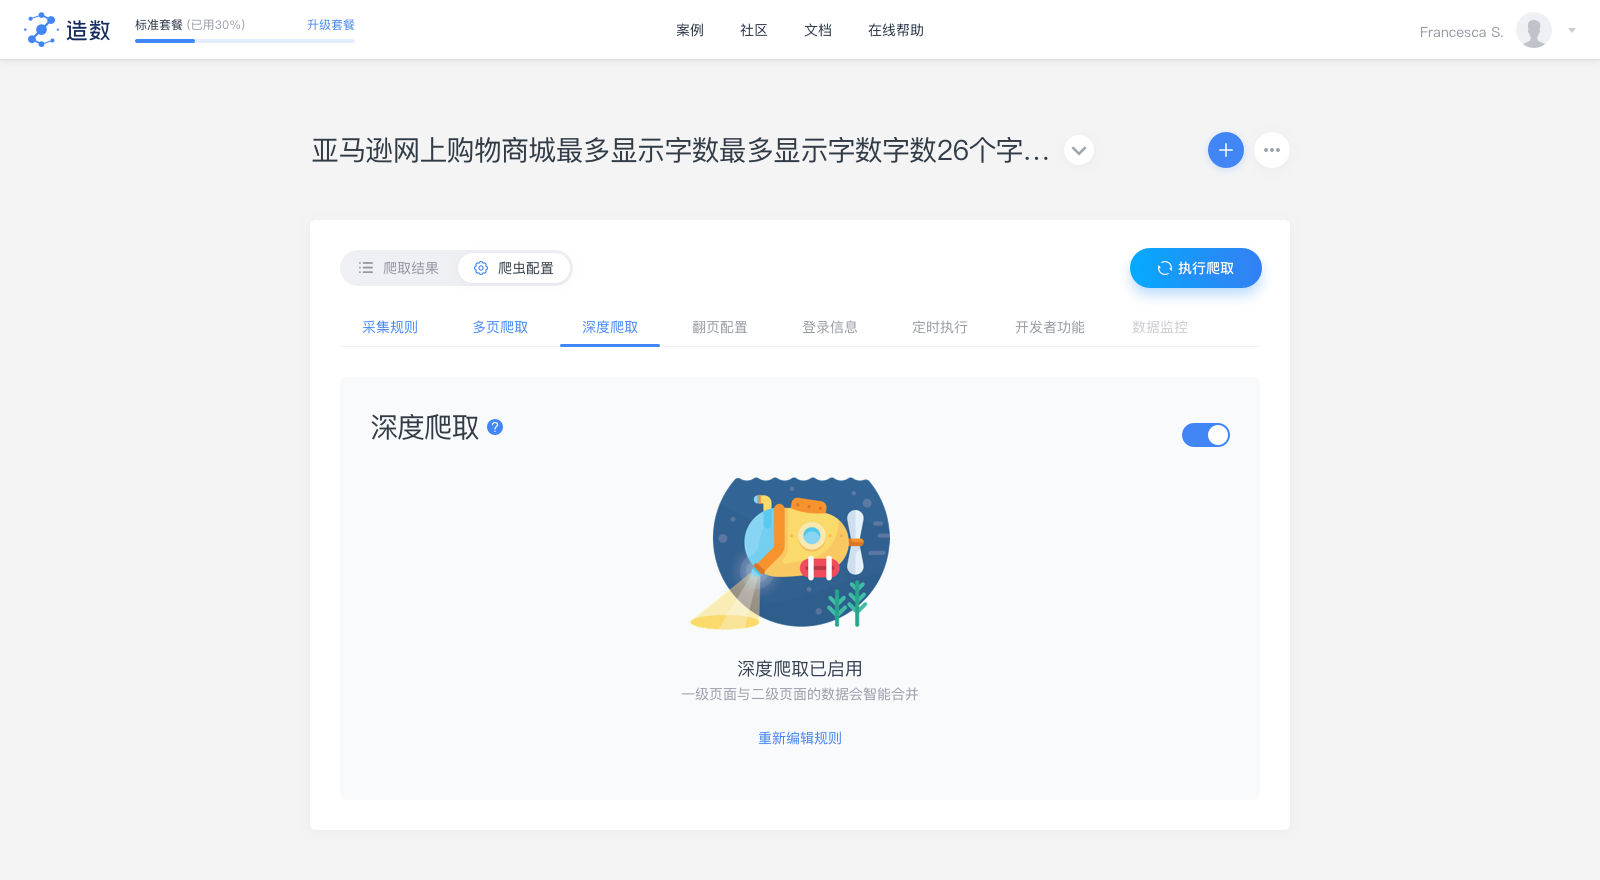 造数
标准套餐 (已用30%) 升级套餐
案例 社区 文档 在线帮助
Francesca S.
亚马逊网上购物商城最多显示字数最多显示字数字数26个字...
爬取结果 爬虫配置 执行爬取
采集规则 多页爬取 深度爬取 翻页配置 登录信息 定时执行 开发者功能 数据监控
深度爬取 ?
深度爬取已启用
一级页面与二级页面的数据会智能合并
重新编辑规则